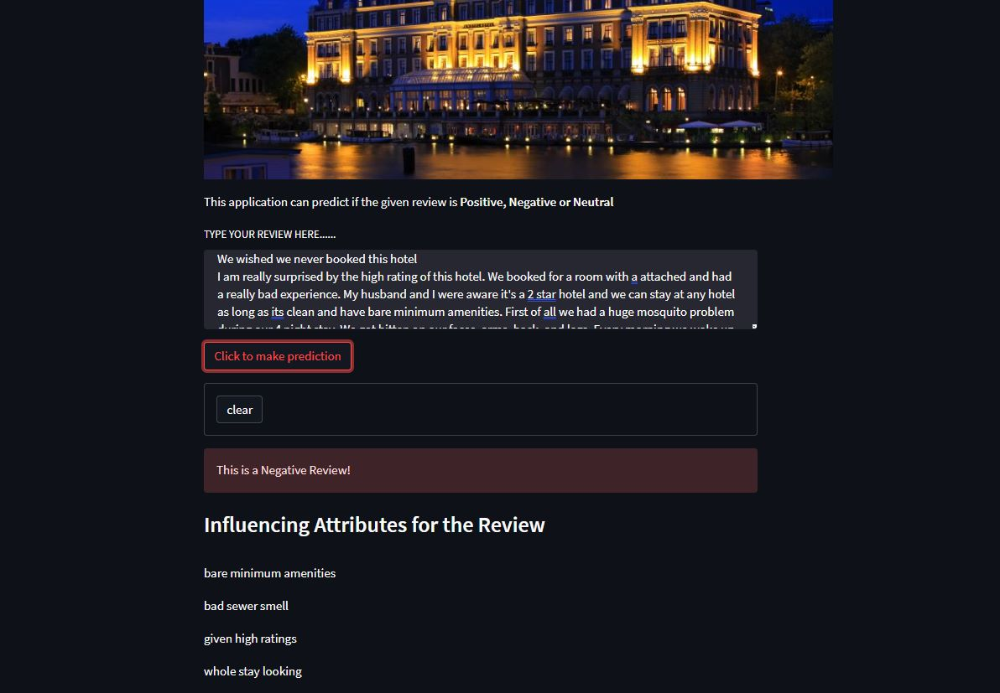 This application can predict if the given review is Positive, Negative or Neutral
TYPE YOUR REVIEW HERE......
We wished we never booked this hotel
I am really surprised by the high rating of this hotel. We booked for a room with a attached and had
a really bad experience. My husband and I were aware it's a 2 star hotel and we can stay at any hotel
as long as its clean and have bare minimum amenities. First of all we had a huge mosquito problem
during our 4 night stay. We got bitten on our faces, arms, back, and legs. Every morning we woke up
Click to make prediction
clear
This is a Negative Review!
Influencing Attributes for the Review
bare minimum amenities
bad sewer smell
given high ratings
whole stay looking